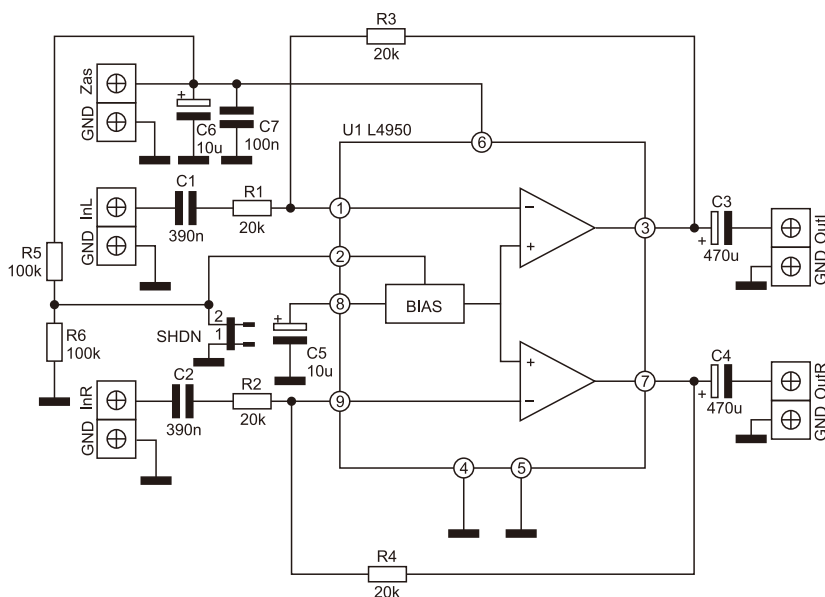 R3
20k
Zas
GND
+
C6
10u
C7
100n
U1 L4950
6
InL
GND
C1
390n
R1
20k
1
−
+
3
C3
+
470u
OutL
GND
R5
100k
2
8
BIAS
SHDN
2
1
+
C5
10u
R6
100k
InR
GND
C2
390n
R2
20k
9
+
−
7
C4
+
470u
OutR
GND
4
5
R4
20k